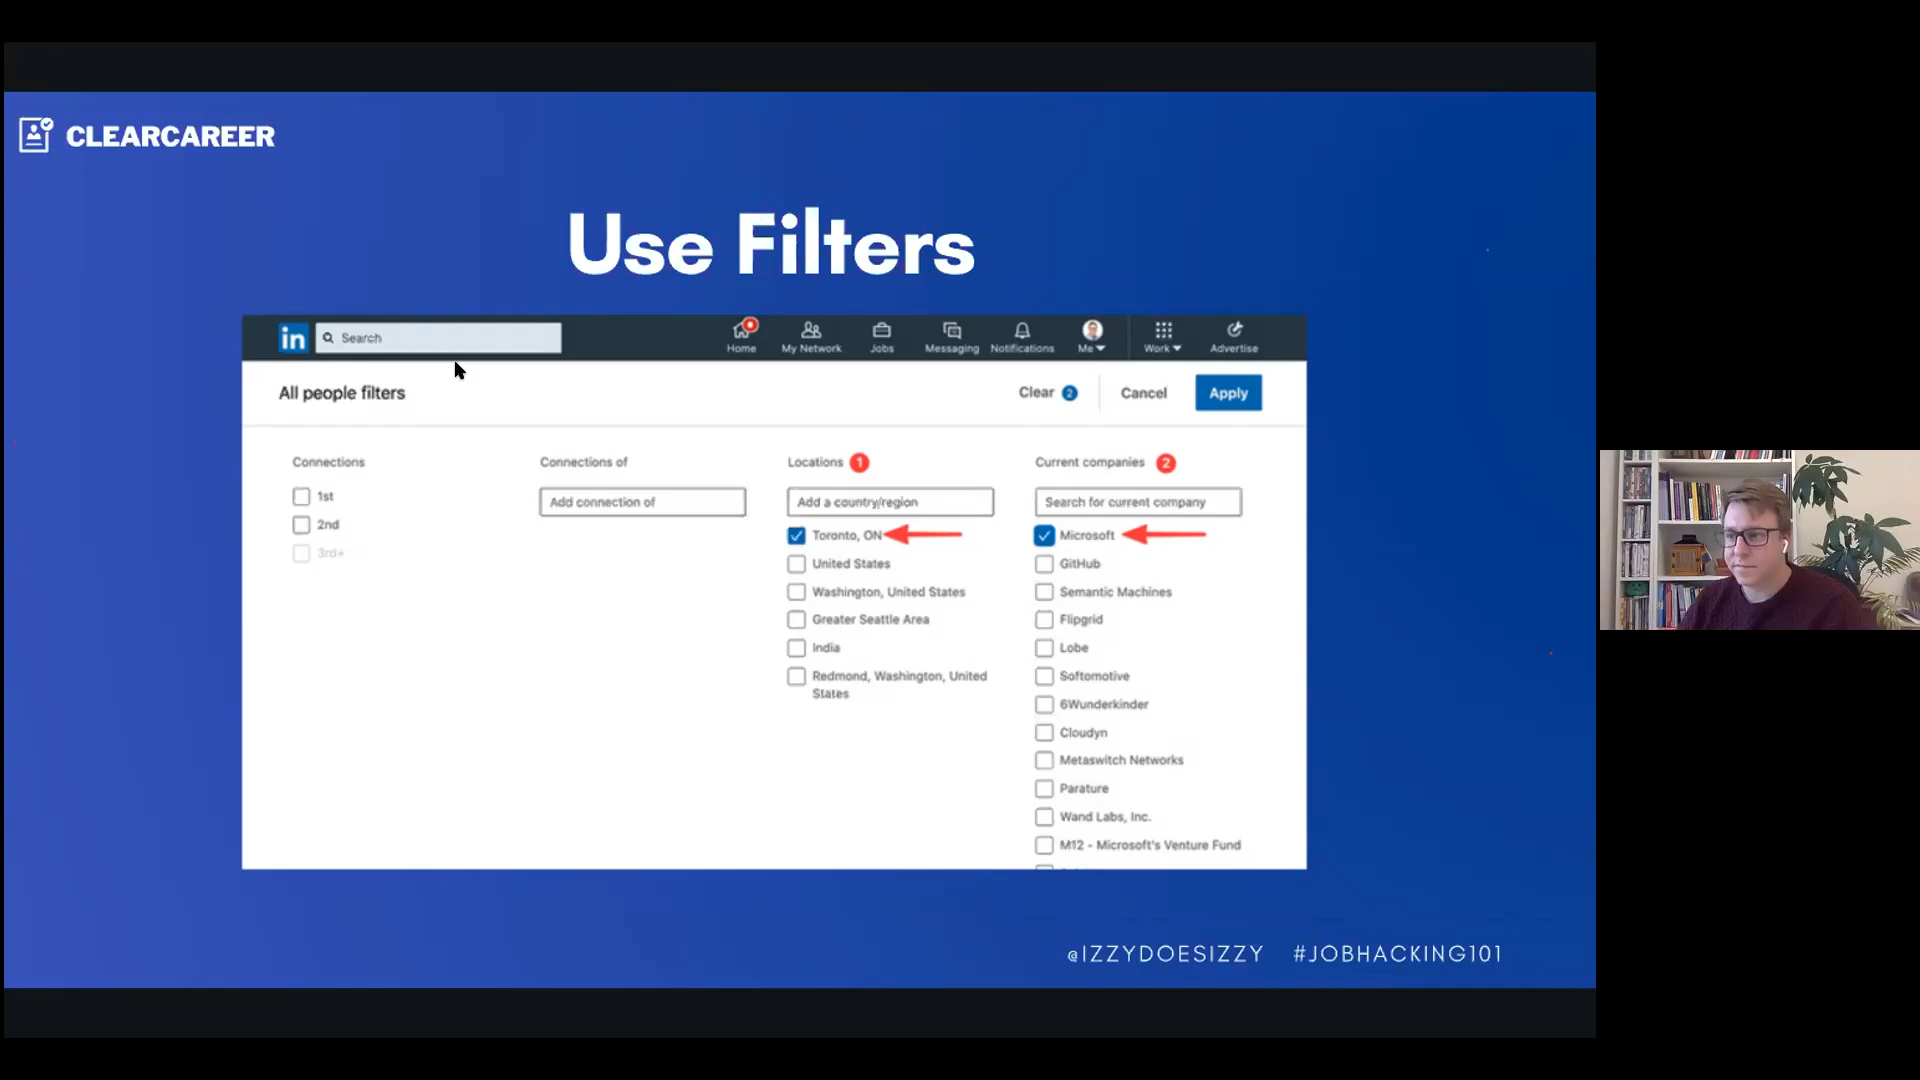 CLEARCAREER
Use Filters
in
Search
Home
My Network
Jobs
Messaging
Notifications
Me
Work
Advertise
All people filters
Clear 2
Cancel
Apply
Connections
1st
2nd
3rd+
Connections of
Add connection of
Locations 1
Add a country/region
Toronto, ON
United States
Washington, United States
Greater Seattle Area
India
Redmond, Washington, United
States
Current companies 2
Search for current company
Microsoft
GitHub
Semantic Machines
Flipgrid
Lobe
Softomotive
6Wunderkinder
Cloudyn
Metaswitch Networks
Parature
Wand Labs, Inc.
M12 - Microsoft's Venture Fund
@IZZYDOESIZZY #JOBHACKING101